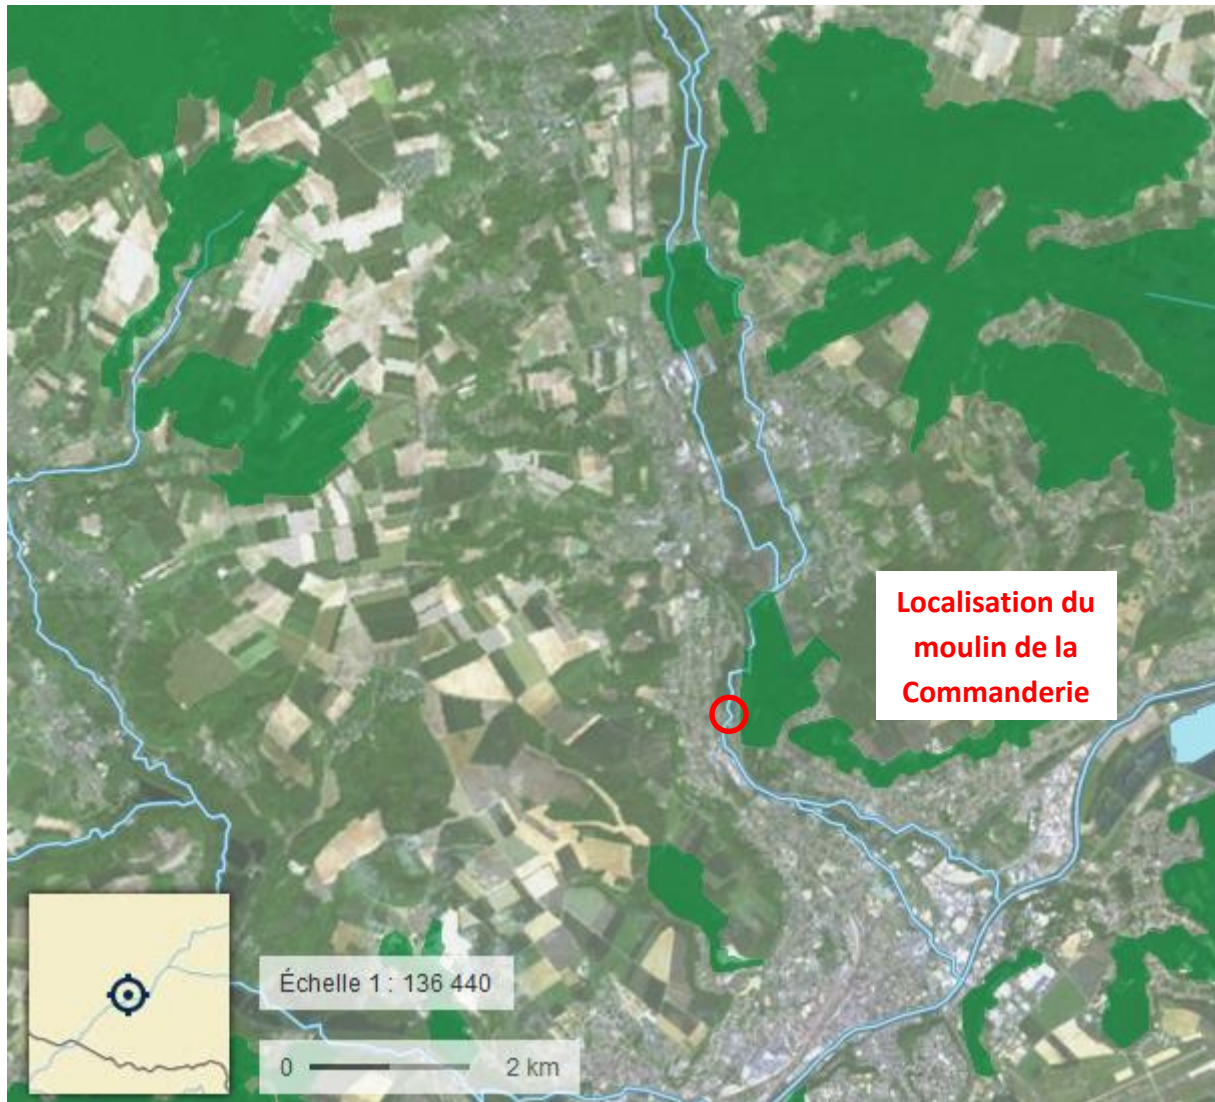 Localisation du
moulin de la
Commanderie
Échelle 1 : 136 440
0 2 km